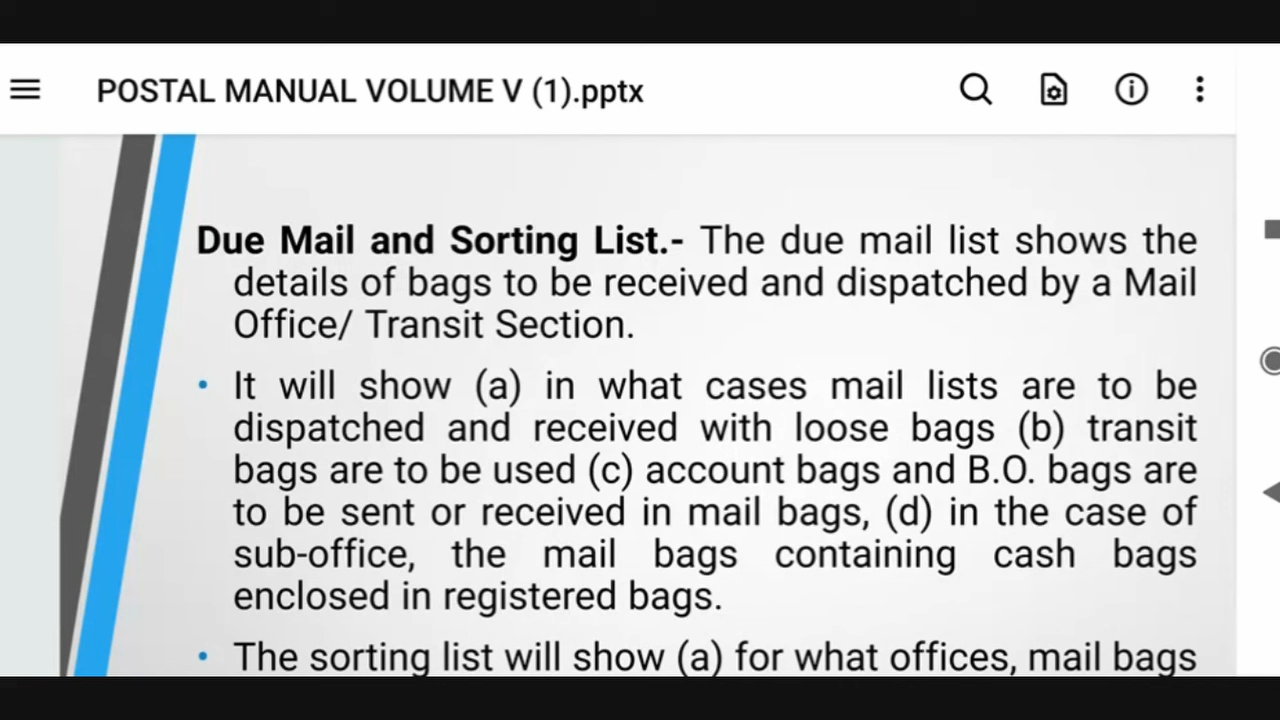 POSTAL MANUAL VOLUME V (1).pptx
Due Mail and Sorting List.- The due mail list shows the
details of bags to be received and dispatched by a Mail
Office/ Transit Section.
• It will show (a) in what cases mail lists are to be
dispatched and received with loose bags (b) transit
bags are to be used (c) account bags and B.O. bags are
to be sent or received in mail bags, (d) in the case of
sub-office, the mail bags containing cash bags
enclosed in registered bags.
• The sorting list will show (a) for what offices, mail bags